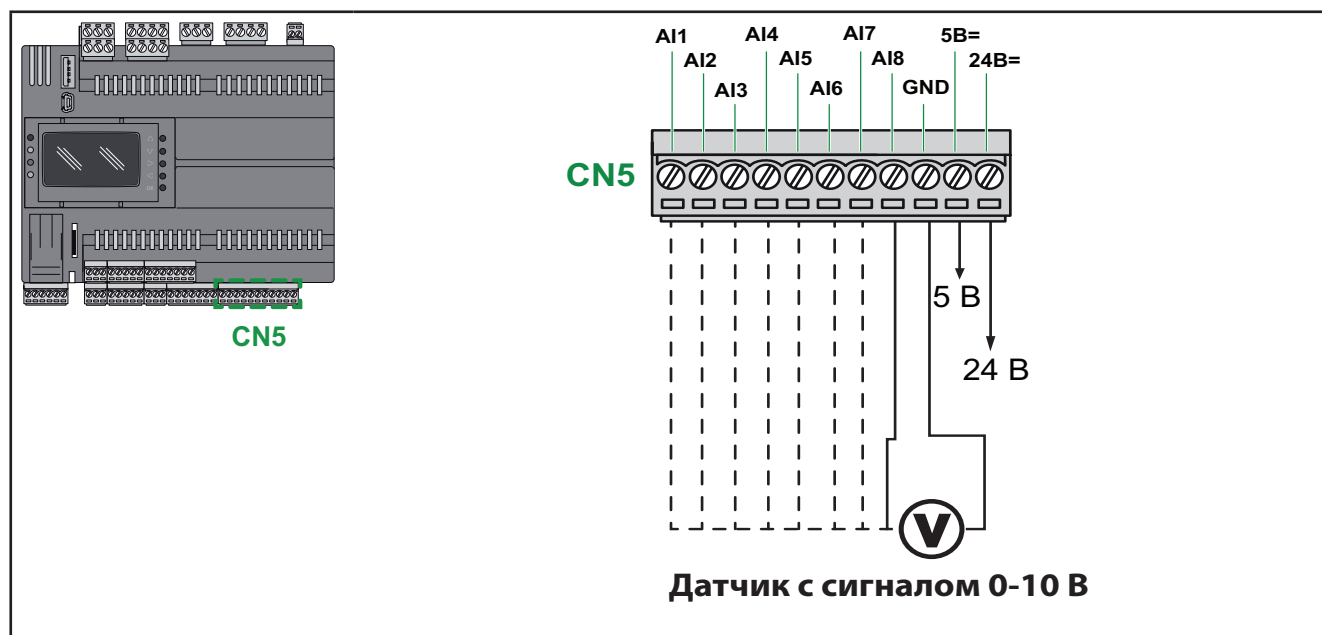 AI1 AI4 AI7 5В=
AI2 AI5 AI8 24В=
AI3 AI6 GND
CN5
CN5
5 В
24 В
V
Датчик с сигналом 0-10 В